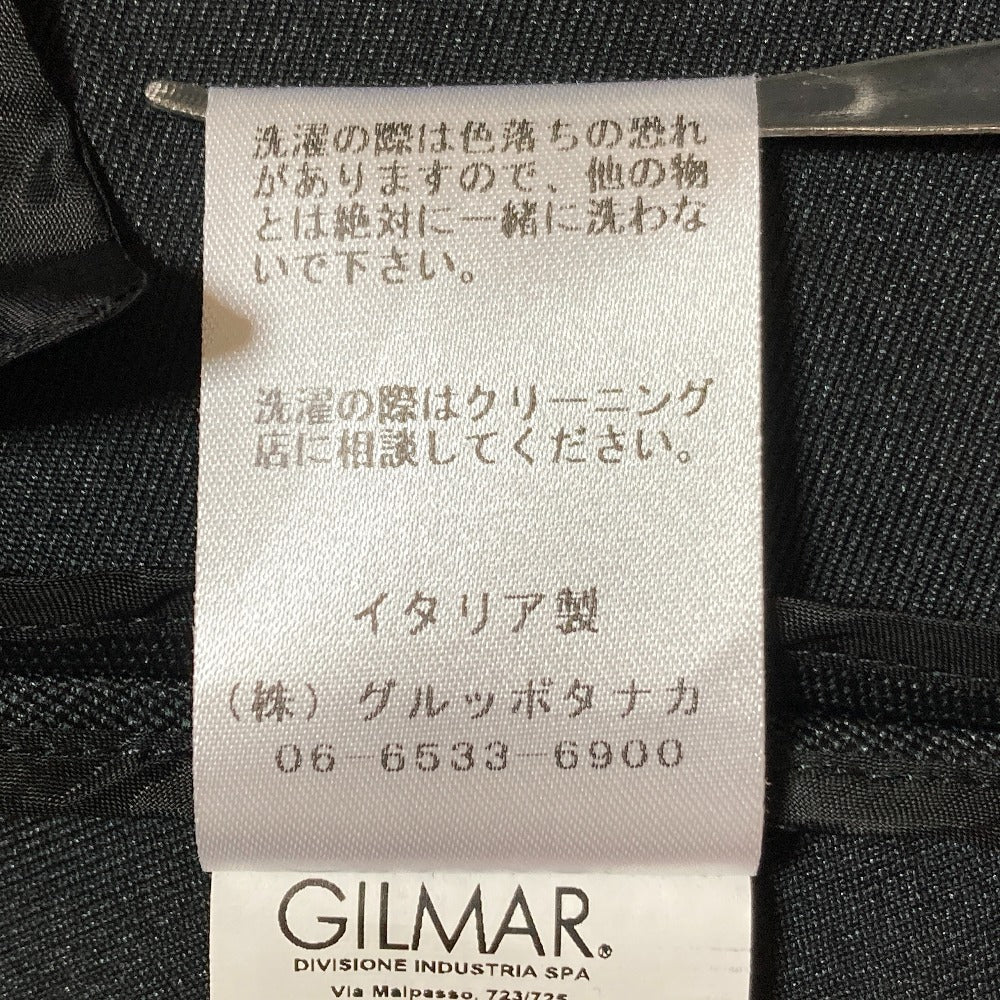 洗濯の際は色落ちの恐れ
がありますので、他の物
とは絶対に一緒に洗わな
いで下さい。
洗濯の際はクリーニング
店に相談してください。
イタリア製
（株）グルッポタナカ
06-6533-6900
GILMAR®
DIVISIONE INDUSTRIA SPA
Via Malpasso, 723/725